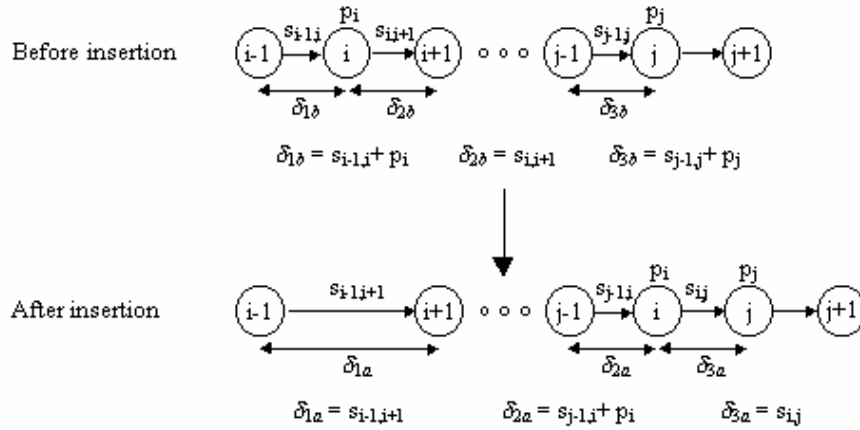 p_i p_j
s_{i-1,i} s_{i,i+1} s_{j-1,j}
Before insertion i-1 i i+1 j-1 j j+1
δ_{1b} δ_{2b} δ_{3b}
δ_{1b} = s_{i-1,i} + p_i δ_{2b} = s_{i,i+1} δ_{3b} = s_{j-1,j} + p_j
p_i p_j
s_{i-1,i+1} s_{j-1,i} s_{i,j}
After insertion i-1 i+1 j-1 i j j+1
δ_{1a} δ_{2a} δ_{3a}
δ_{1a} = s_{i-1,i+1} δ_{2a} = s_{j-1,i} + p_i δ_{3a} = s_{i,j}